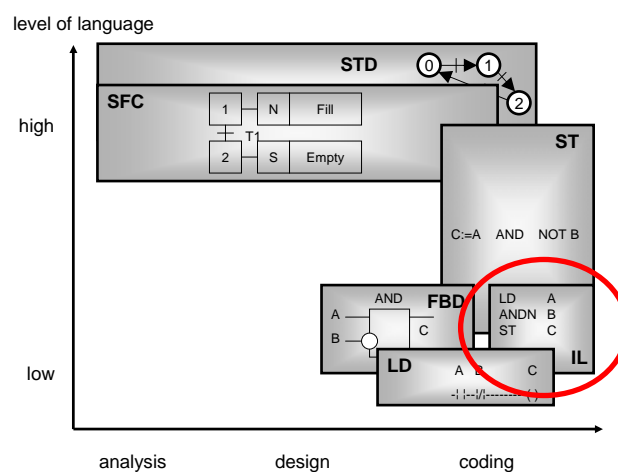 level of language
STD
0 1
2
SFC
high
1 N Fill
T1
2 S Empty
ST
C:=A AND NOT B
AND FBD
A
B C
LD A
ANDN B
ST C
IL
LD
A B C
-¦ ¦--¦/¦---------(-)
low
analysis design coding